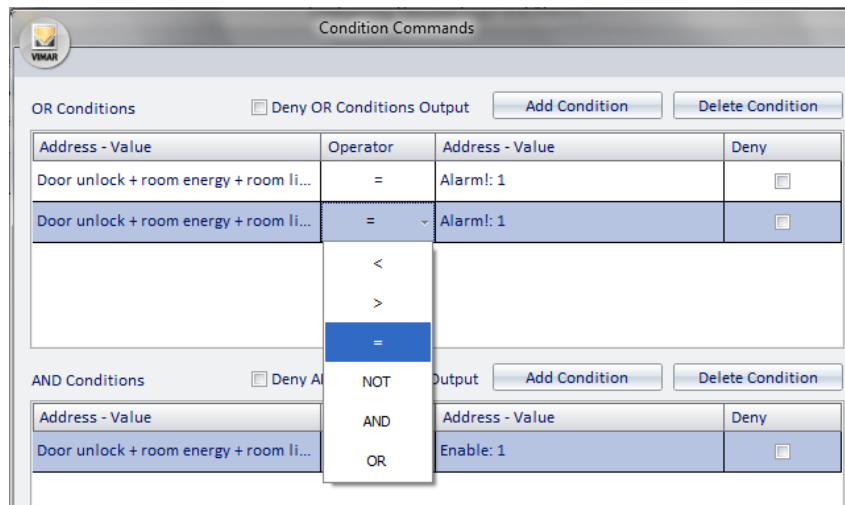 Condition Commands
VIMAR
OR Conditions Deny OR Conditions Output Add Condition Delete Condition
Address - Value Operator Address - Value Deny
Door unlock + room energy + room li... = Alarm!: 1
Door unlock + room energy + room li... = Alarm!: 1
<
>
=
AND Conditions Deny Output Add Condition Delete Condition
NOT
Address - Value Address - Value Deny
AND
Door unlock + room energy + room li... Enable: 1
OR